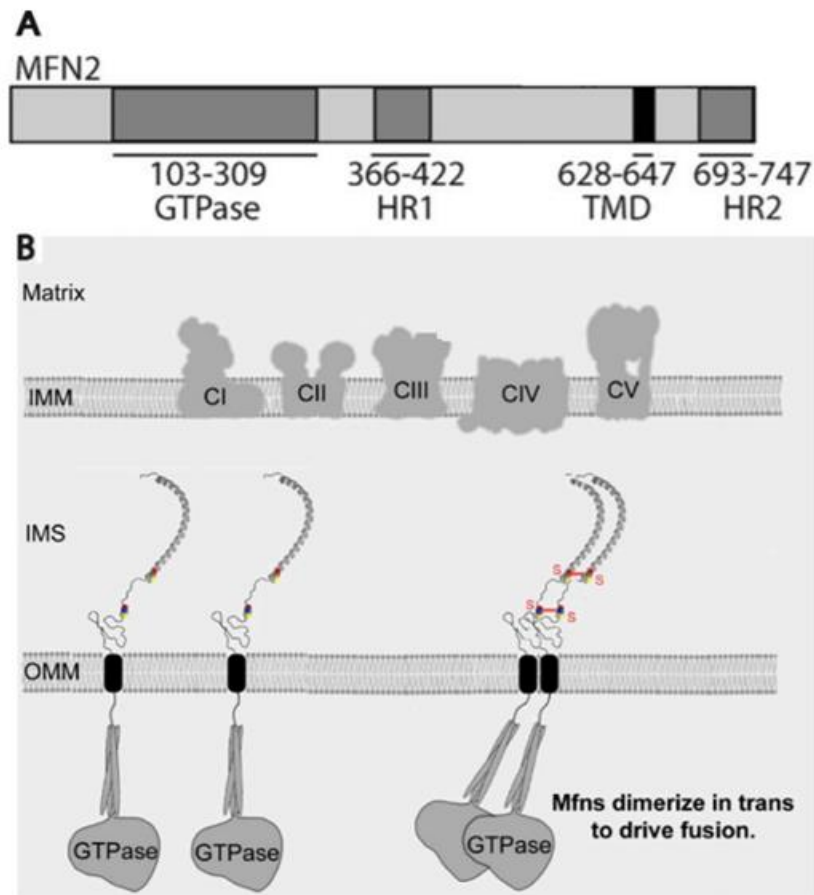 A
MFN2
103-309 366-422 628-647 693-747
GTPase HR1 TMD HR2
B
Matrix
IMM CI CII CIII CIV CV
IMS
S S
S S
OMM
Mfns dimerize in trans
to drive fusion.
GTPase GTPase GTPase